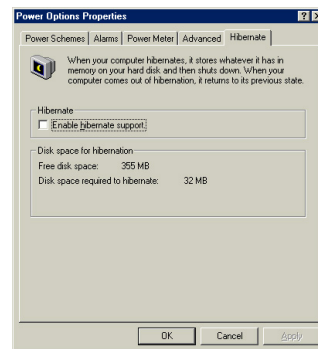 Power Options Properties
Power Schemes Alarms Power Meter Advanced Hibernate
When your computer hibernates, it stores whatever it has in
memory on your hard disk and then shuts down. When your
computer comes out of hibernation, it returns to its previous state.
Hibernate
Enable hibernate support.
Disk space for hibernation
Free disk space: 355 MB
Disk space required to hibernate: 32 MB
OK Cancel Apply